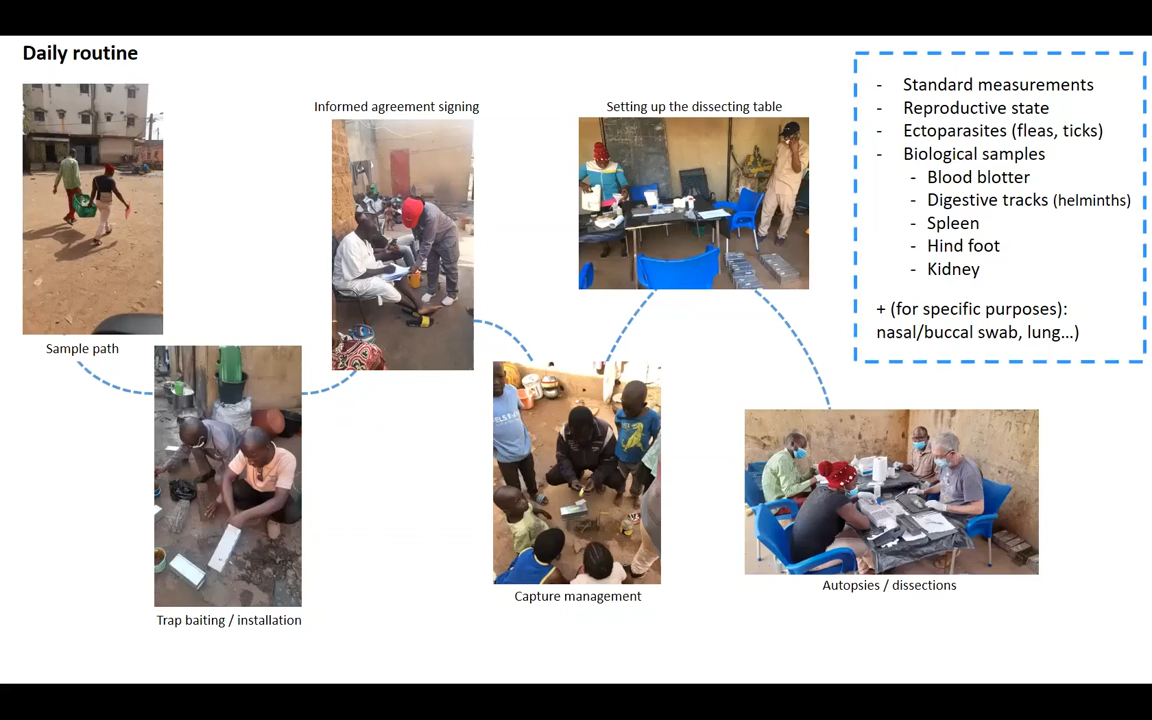 Daily routine
Sample path
Trap baiting / installation
Informed agreement signing
Capture management
Setting up the dissecting table
Autopsies / dissections
- Standard measurements
- Reproductive state
- Ectoparasites (fleas, ticks)
- Biological samples
- Blood blotter
- Digestive tracks (helminths)
- Spleen
- Hind foot
- Kidney
+ (for specific purposes):
nasal/buccal swab, lung...)